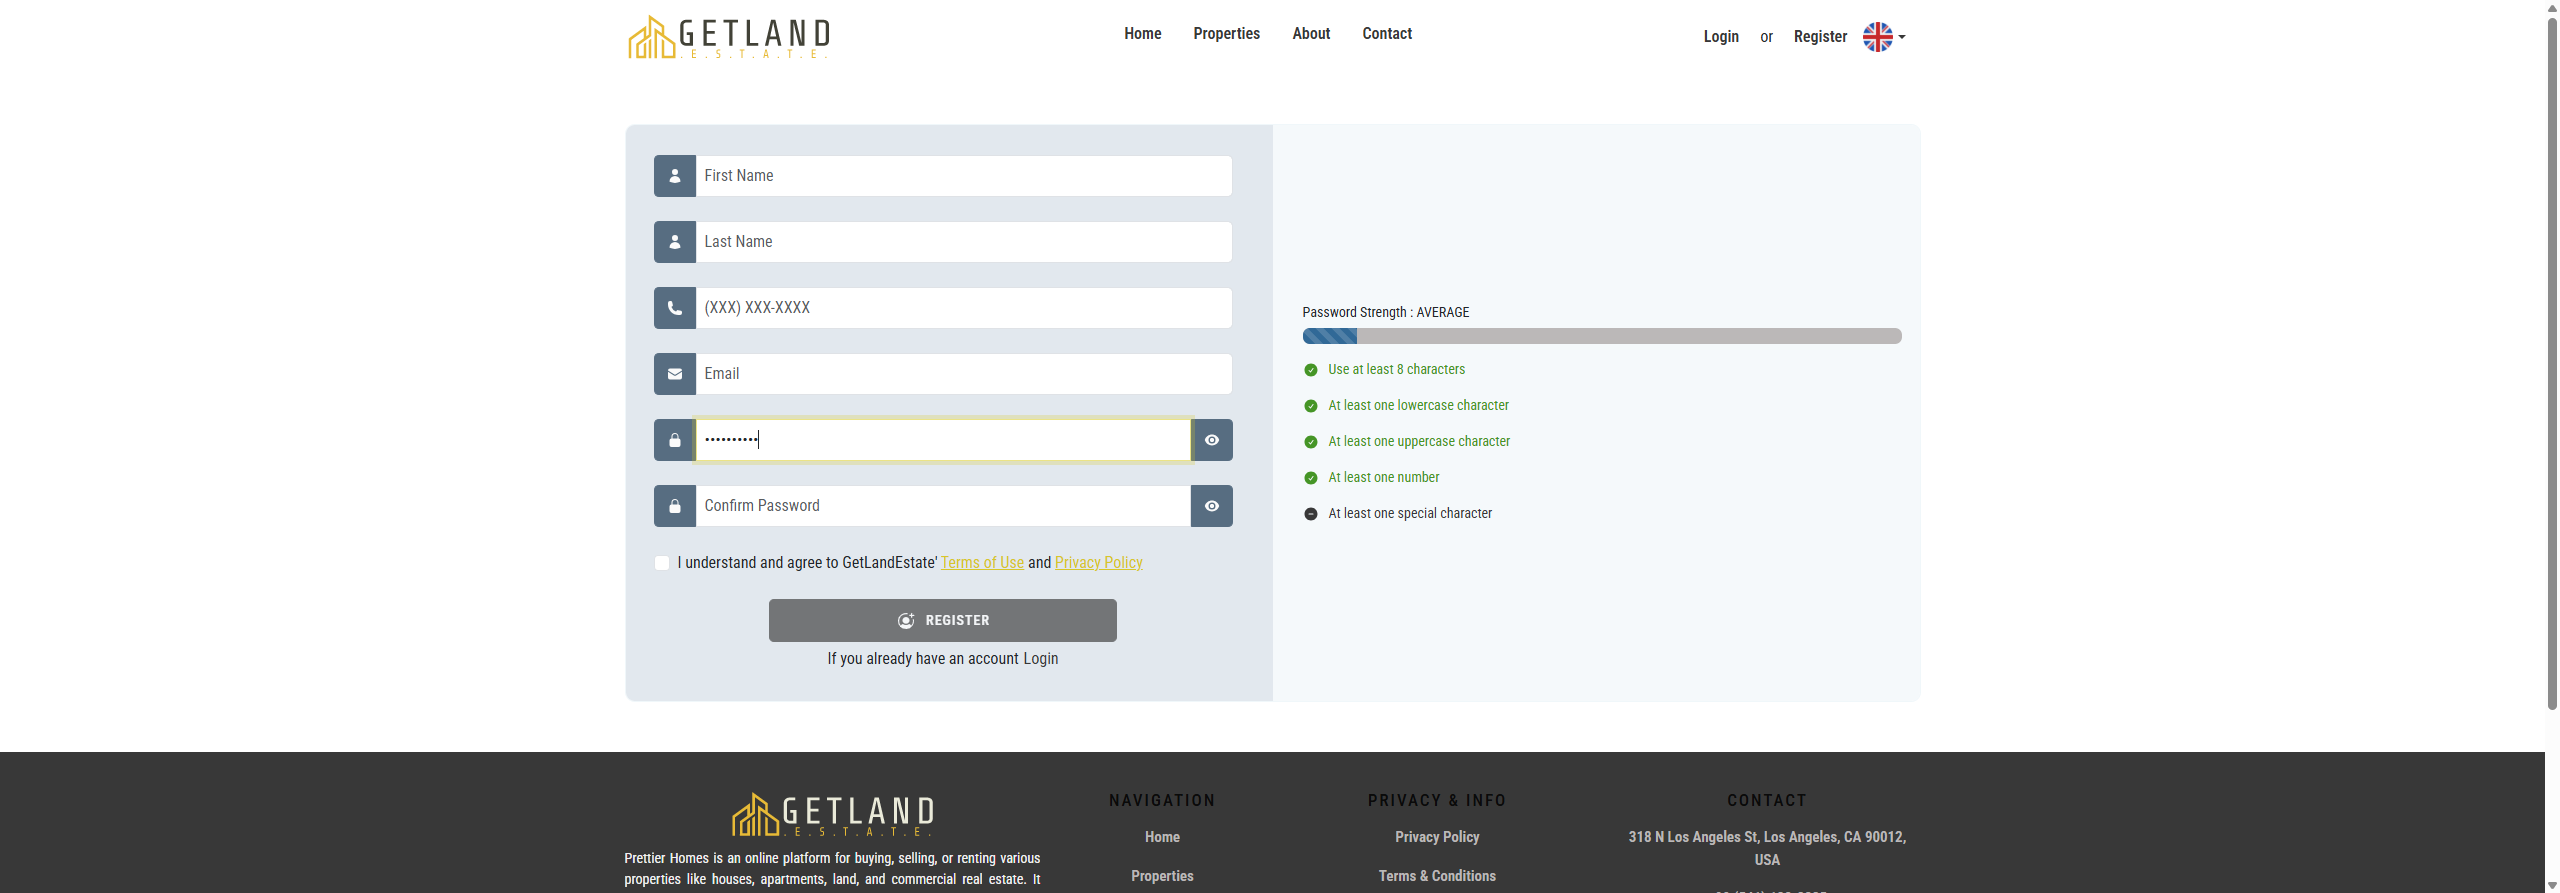 GETLAND
.E.S.T.A.T.E.
Home Properties About Contact
Login or Register
First Name
Last Name
(XXX) XXX-XXXX
Email
••••••••••
Confirm Password
I understand and agree to GetLandEstate' Terms of Use and Privacy Policy
REGISTER
If you already have an account Login
Password Strength : AVERAGE
Use at least 8 characters
At least one lowercase character
At least one uppercase character
At least one number
At least one special character
GETLAND
.E.S.T.A.T.E.
Prettier Homes is an online platform for buying, selling, or renting various
properties like houses, apartments, land, and commercial real estate. It
NAVIGATION
Home
Properties
PRIVACY & INFO
Privacy Policy
Terms & Conditions
CONTACT
318 N Los Angeles St, Los Angeles, CA 90012,
USA